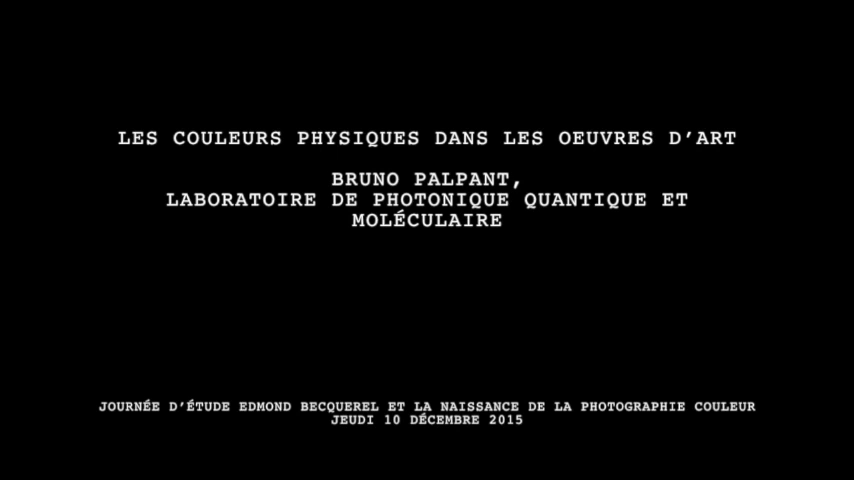 LES COULEURS PHYSIQUES DANS LES OEUVRES D'ART
BRUNO PALPANT,
LABORATOIRE DE PHOTONIQUE QUANTIQUE ET
MOLÉCULAIRE
JOURNÉE D'ÉTUDE EDMOND BECQUEREL ET LA NAISSANCE DE LA PHOTOGRAPHIE COULEUR
JEUDI 10 DÉCEMBRE 2015